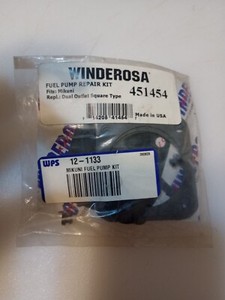 WINDEROSA®
FUEL PUMP REPAIR KIT
Fits: Mikuni
Repl.: Dual Outlet Square Type
451454
Made in USA
WPS
12-1133
MIKUNI FUEL PUMP KIT